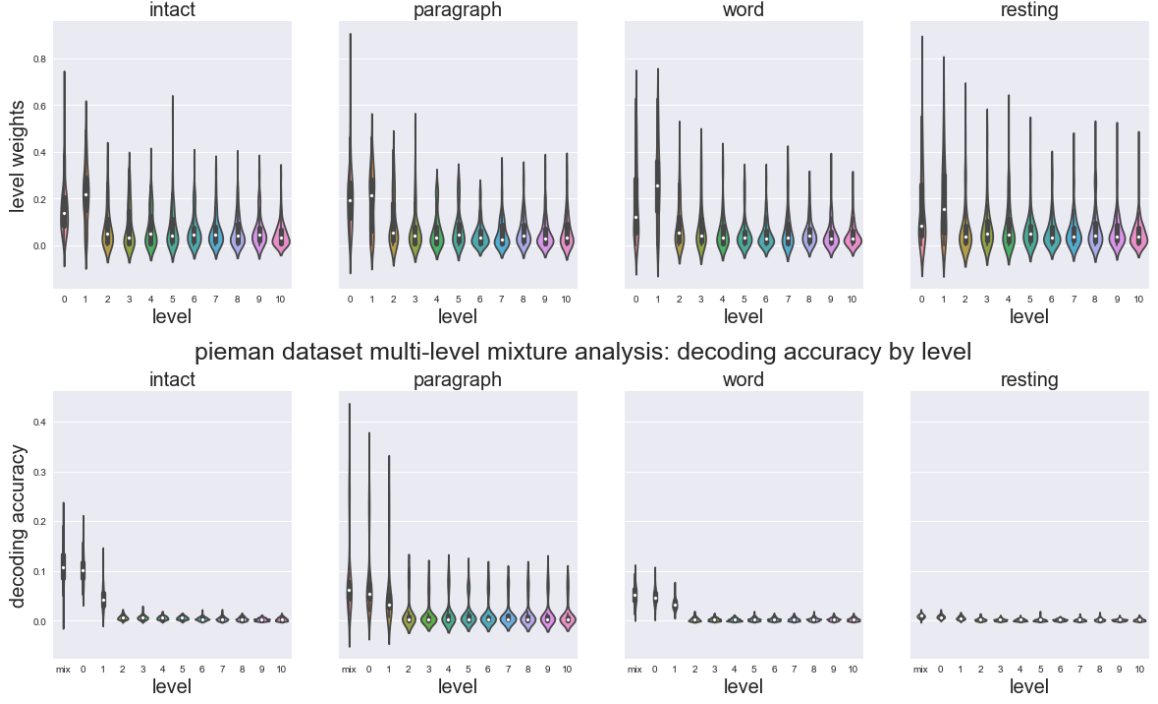 intact paragraph word resting
level weights
0.8
0.6
0.4
0.2
0.0
0 1 2 3 4 5 6 7 8 9 10 0 1 2 3 4 5 6 7 8 9 10 0 1 2 3 4 5 6 7 8 9 10 0 1 2 3 4 5 6 7 8 9 10
level level level level
pieman dataset multi-level mixture analysis: decoding accuracy by level
intact paragraph word resting
decoding accuracy
0.4
0.3
0.2
0.1
0.0
mix 0 1 2 3 4 5 6 7 8 9 10 mix 0 1 2 3 4 5 6 7 8 9 10 mix 0 1 2 3 4 5 6 7 8 9 10 mix 0 1 2 3 4 5 6 7 8 9 10
level level level level